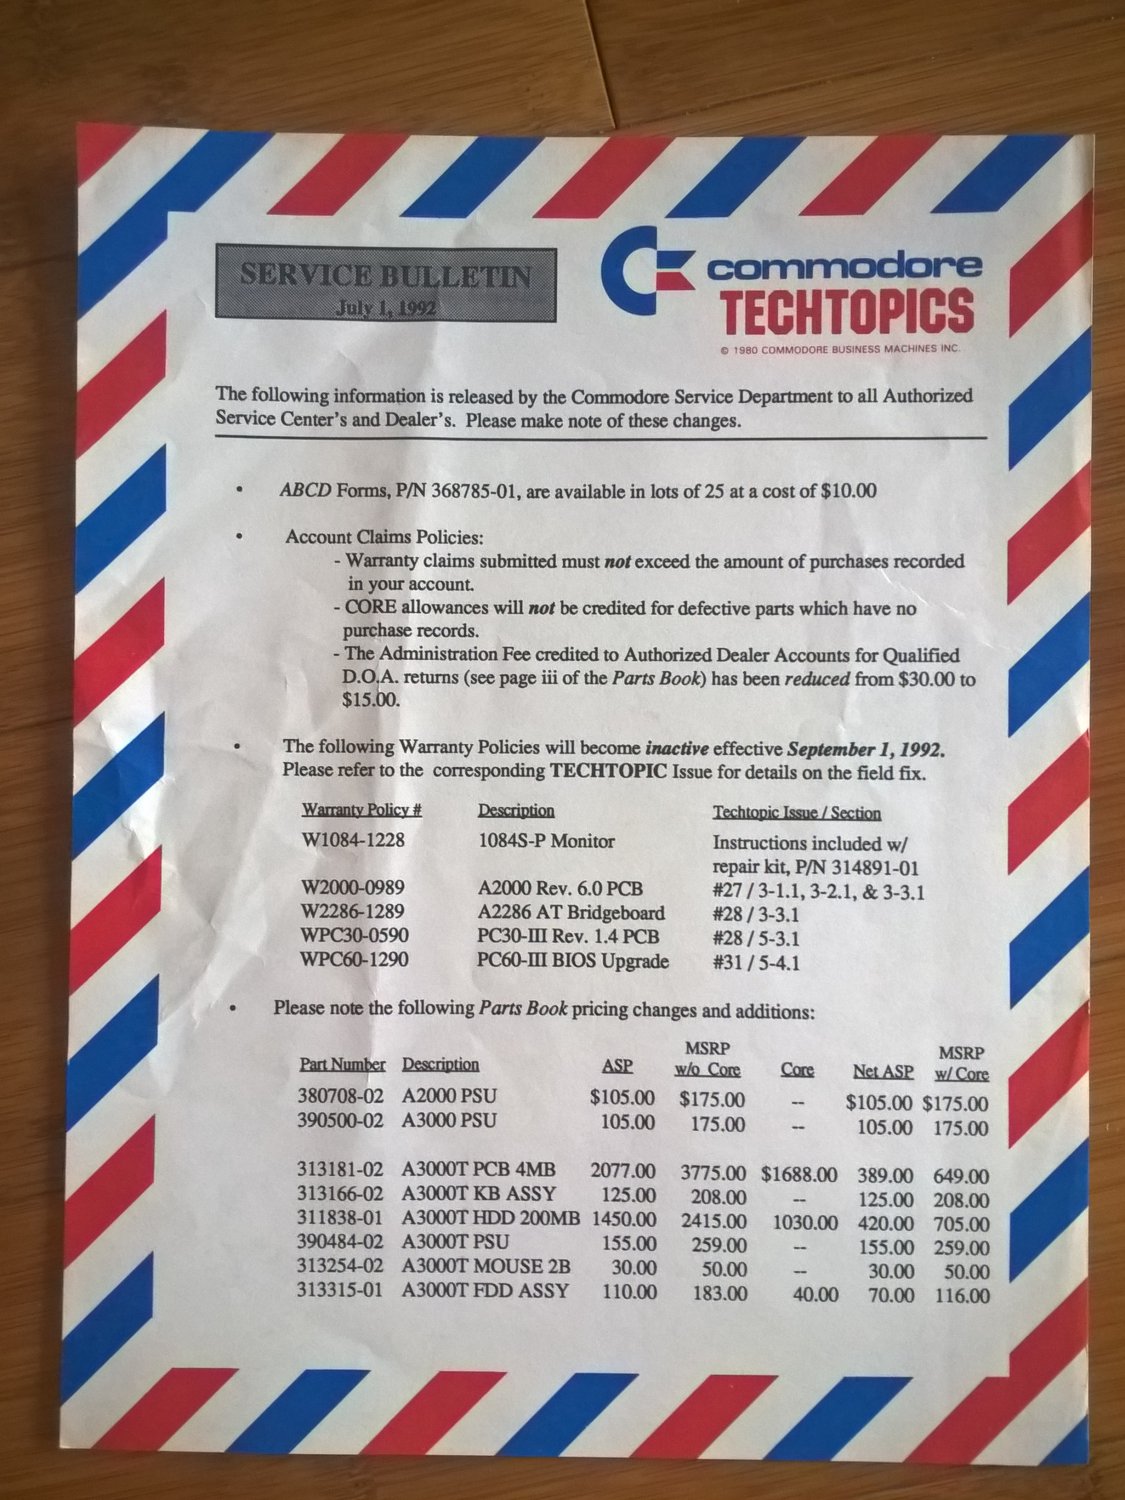 SERVICE BULLETIN
July 1, 1992
commodore
TECHTOPICS
© 1980 COMMODORE BUSINESS MACHINES INC.
The following information is released by the Commodore Service Department to all Authorized
Service Center's and Dealer's. Please make note of these changes.
• ABCD Forms, P/N 368785-01, are available in lots of 25 at a cost of $10.00
• Account Claims Policies:
- Warranty claims submitted must not exceed the amount of purchases recorded
in your account.
- CORE allowances will not be credited for defective parts which have no
purchase records.
- The Administration Fee credited to Authorized Dealer Accounts for Qualified
D.O.A. returns (see page iii of the Parts Book) has been reduced from $30.00 to
$15.00.
• The following Warranty Policies will become inactive effective September 1, 1992.
Please refer to the corresponding TECHTOPIC Issue for details on the field fix.
Warranty Policy # Description Techtopic Issue / Section
W1084-1228 1084S-P Monitor Instructions included w/
repair kit, P/N 314891-01
W2000-0989 A2000 Rev. 6.0 PCB #27 / 3-1.1, 3-2.1, & 3-3.1
W2286-1289 A2286 AT Bridgeboard #28 / 3-3.1
WPC30-0590 PC30-III Rev. 1.4 PCB #28 / 5-3.1
WPC60-1290 PC60-III BIOS Upgrade #31 / 5-4.1
• Please note the following Parts Book pricing changes and additions:
MSRP MSRP
Part Number Description ASP w/o Core Core Net ASP w/ Core
380708-02 A2000 PSU $105.00 $175.00 -- $105.00 $175.00
390500-02 A3000 PSU 105.00 175.00 -- 105.00 175.00
313181-02 A3000T PCB 4MB 2077.00 3775.00 $1688.00 389.00 649.00
313166-02 A3000T KB ASSY 125.00 208.00 -- 125.00 208.00
311838-01 A3000T HDD 200MB 1450.00 2415.00 1030.00 420.00 705.00
390484-02 A3000T PSU 155.00 259.00 -- 155.00 259.00
313254-02 A3000T MOUSE 2B 30.00 50.00 -- 30.00 50.00
313315-01 A3000T FDD ASSY 110.00 183.00 40.00 70.00 116.00